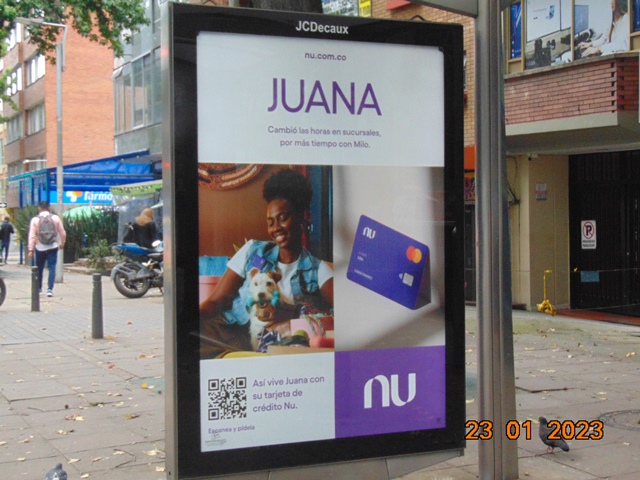 JCDecaux
nu.com.co
JUANA
Cambió las horas en sucursales,
por más tiempo con Milo.
nu
Así vive Juana con
su tarjeta de
crédito Nu.
Escanea y pídela
nu
farma
23 01 2023